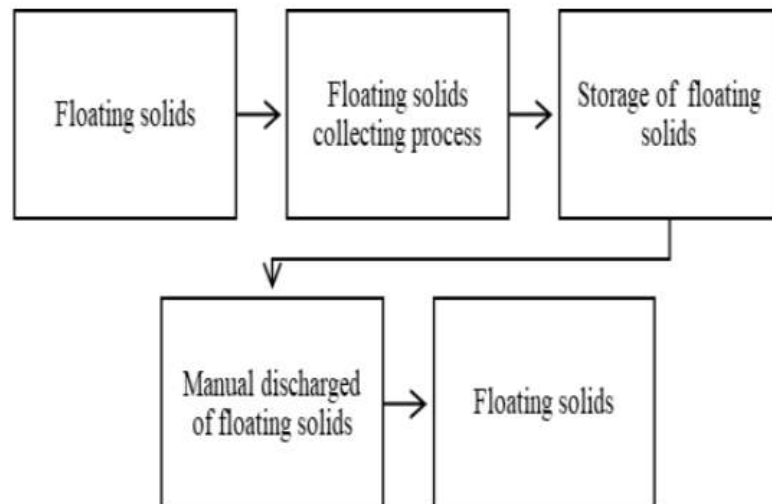 Floating solids
Floating solids
collecting process
Storage of floating
solids
Manual discharged
of floating solids
Floating solids